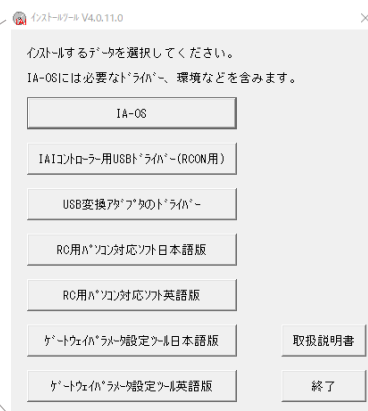 ｲﾝｽﾄｰﾙﾂｰﾙ V4.0.11.0
ｲﾝｽﾄｰﾙするﾃﾞｰﾀを選択してください。
IA-OSには必要なﾄﾞﾗｲﾊﾞｰ、環境などを含みます。
IA-OS
IAIｺﾝﾄﾛｰﾗｰ用USBﾄﾞﾗｲﾊﾞｰ(RCON用)
USB変換ｱﾀﾞﾌﾟﾀのﾄﾞﾗｲﾊﾞｰ
RC用ﾊﾟｿｺﾝ対応ｿﾌﾄ日本語版
RC用ﾊﾟｿｺﾝ対応ｿﾌﾄ英語版
ｹﾞｰﾄｳｪｲﾊﾟﾗﾒｰﾀ設定ﾂｰﾙ日本語版
取扱説明書
ｹﾞｰﾄｳｪｲﾊﾟﾗﾒｰﾀ設定ﾂｰﾙ英語版
終了